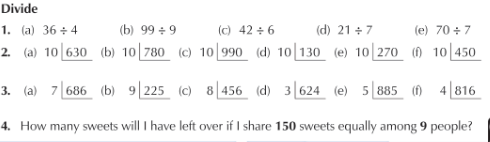 Divide
1. (a) 36 ÷ 4 (b) 99 ÷ 9 (c) 42 ÷ 6 (d) 21 ÷ 7 (e) 70 ÷ 7
2. (a) 10 630 (b) 10 780 (c) 10 990 (d) 10 130 (e) 10 270 (f) 10 450
3. (a) 7 686 (b) 9 225 (c) 8 456 (d) 3 624 (e) 5 885 (f) 4 816
4. How many sweets will I have left over if I share 150 sweets equally among 9 people?